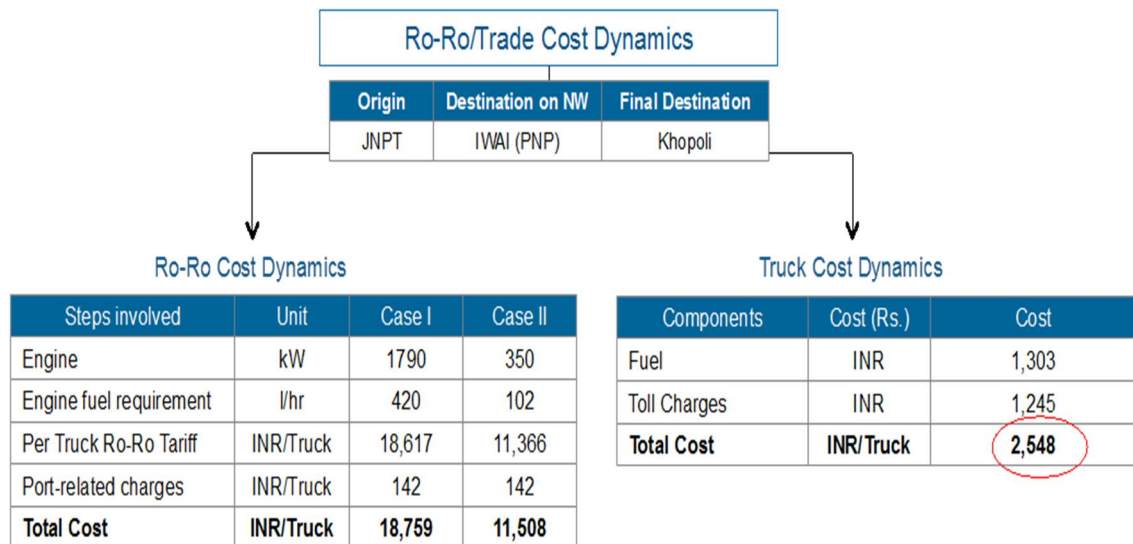 Ro-Ro/Trade Cost Dynamics
Origin Destination on NW Final Destination
JNPT IWAI (PNP) Khopoli
Ro-Ro Cost Dynamics
Steps involved Unit Case I Case II
Engine kW 1790 350
Engine fuel requirement l/hr 420 102
Per Truck Ro-Ro Tariff INR/Truck 18,617 11,366
Port-related charges INR/Truck 142 142
Total Cost INR/Truck 18,759 11,508
Truck Cost Dynamics
Components Cost (Rs.) Cost
Fuel INR 1,303
Toll Charges INR 1,245
Total Cost INR/Truck 2,548